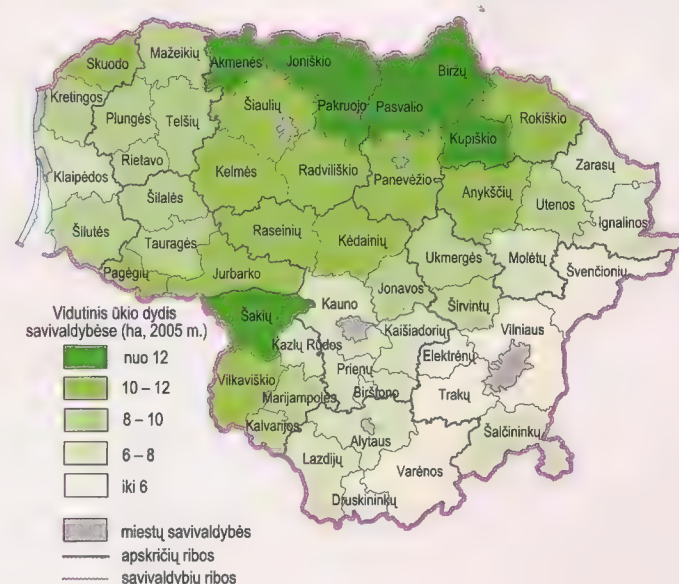 Mažeikių
Skuodo
Akmenės
Joniškio
Biržų
Kretingos
Plungės
Telšių
Šiaulių
Pakruojo
Pasvalio
Rokiškio
Kupiškio
Rietavo
Klaipėdos
Kelmės
Radviliškio
Panevėžio
Zarasų
Šilalės
Anykščių
Utenos
Ignalinos
Šilutės
Tauragės
Raseinių
Kėdainių
Ukmergės
Molėtų
Švenčionių
Pagėgių
Jurbarko
Jonavos
Širvintų
Kauno
Šakių
Kaišiadorių
Vilniaus
Kazlų Rūdos
Elektrėnų
Prienų
Vilkaviškio
Marijampolės
Birštono
Trakų
Kalvarijos
Alytaus
Šalčininkų
Lazdijų
Varėnos
Druskininkų
Vidutinis ūkio dydis
savivaldybėse (ha, 2005 m.)
nuo 12
10 – 12
8 – 10
6 – 8
iki 6
miestų savivaldybės
apskričių ribos
savivaldybių ribos